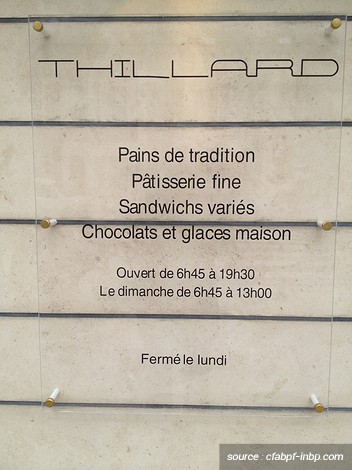 THILLARD
Pains de tradition
Pâtisserie fine
Sandwichs variés
Chocolats et glaces maison
Ouvert de 6h45 à 19h30
Le dimanche de 6h45 à 13h00
Fermé le lundi
source : cfabpf-inbp.com